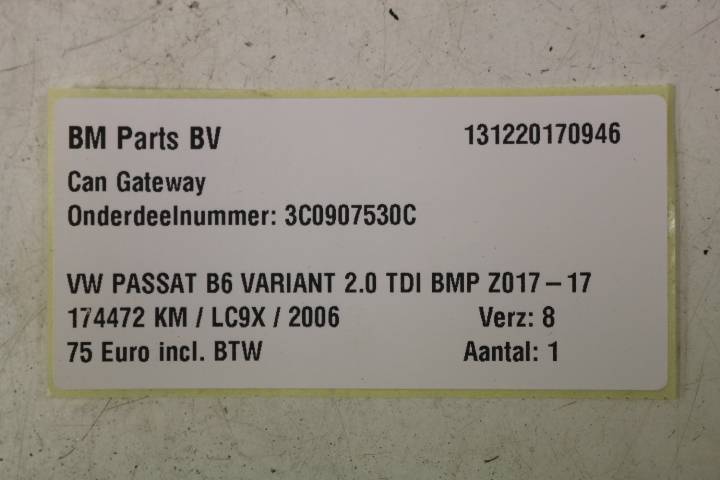 BM Parts BV 131220170946
Can Gateway
Onderdeelnummer: 3C0907530C
VW PASSAT B6 VARIANT 2.0 TDI BMP Z017 – 17
174472 KM / LC9X / 2006 Verz: 8
75 Euro incl. BTW Aantal: 1